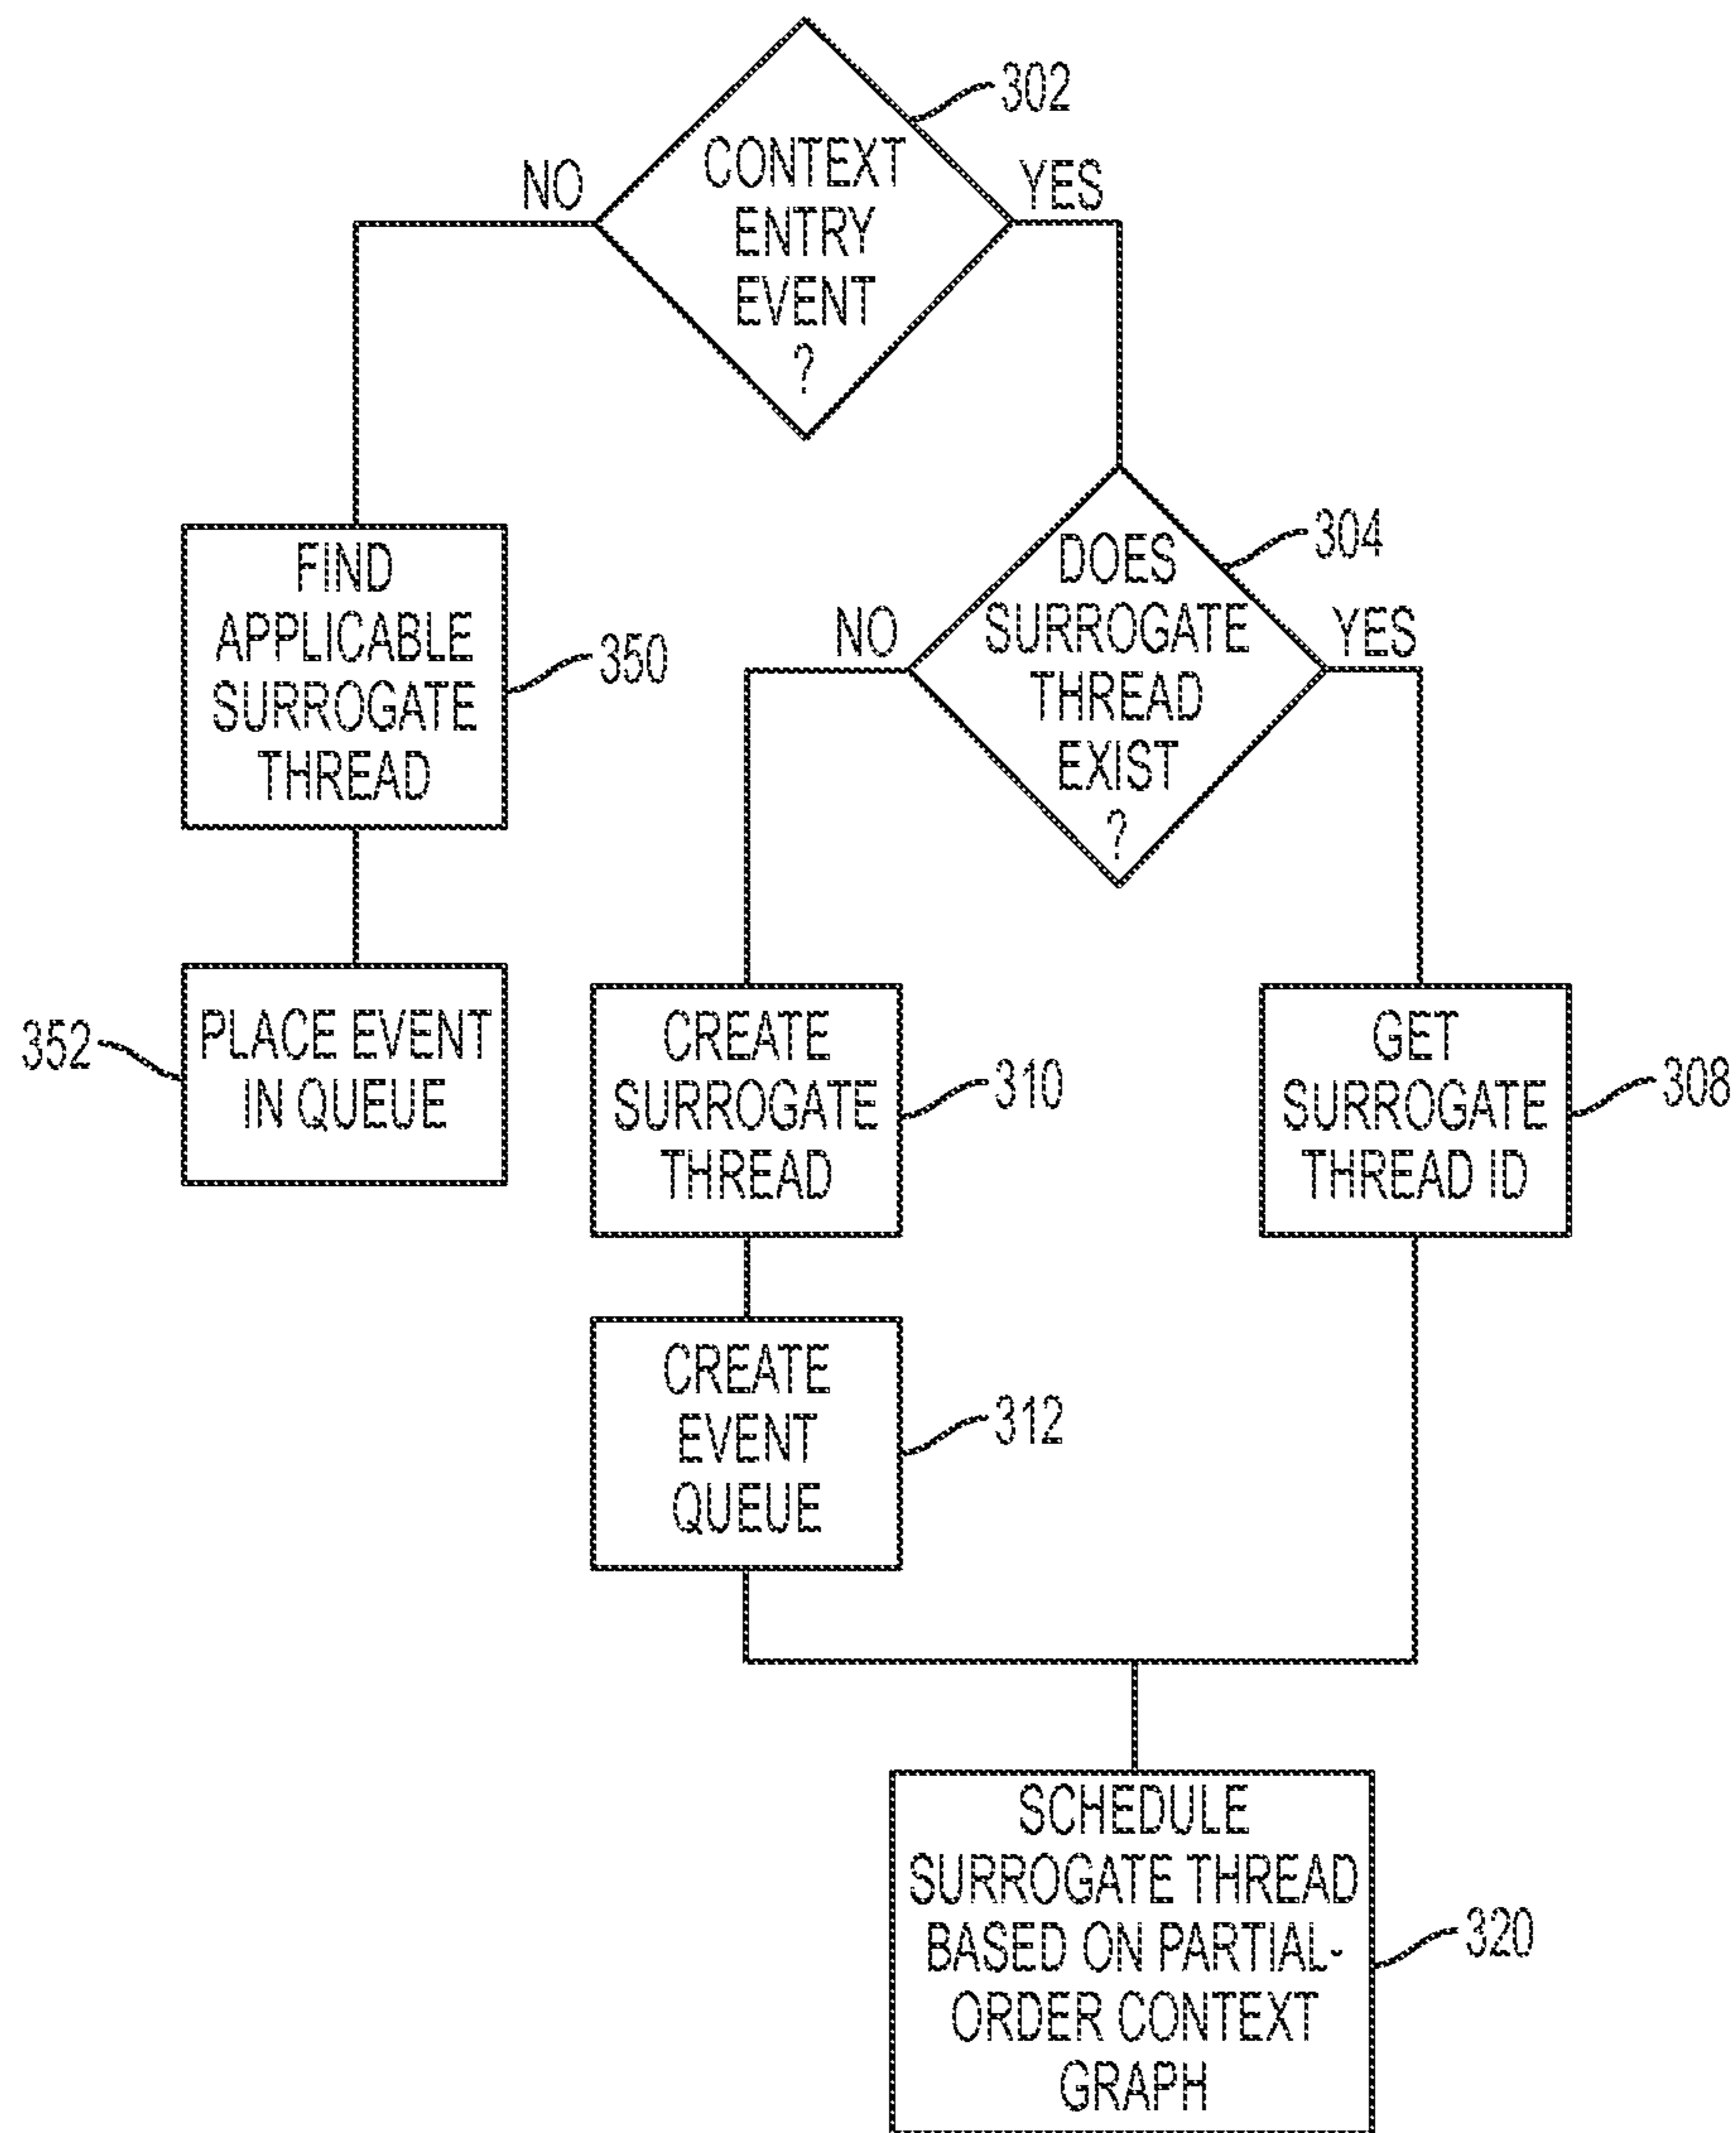 302
CONTEXT
ENTRY
EVENT
?
NO
YES
304
DOES
SURROGATE
THREAD
EXIST
?
NO
YES
FIND
APPLICABLE
SURROGATE
THREAD
350
PLACE EVENT
IN QUEUE
352
CREATE
SURROGATE
THREAD
310
GET
SURROGATE
THREAD ID
308
CREATE
EVENT
QUEUE
312
SCHEDULE
SURROGATE THREAD
BASED ON PARTIAL-
ORDER CONTEXT
GRAPH
320